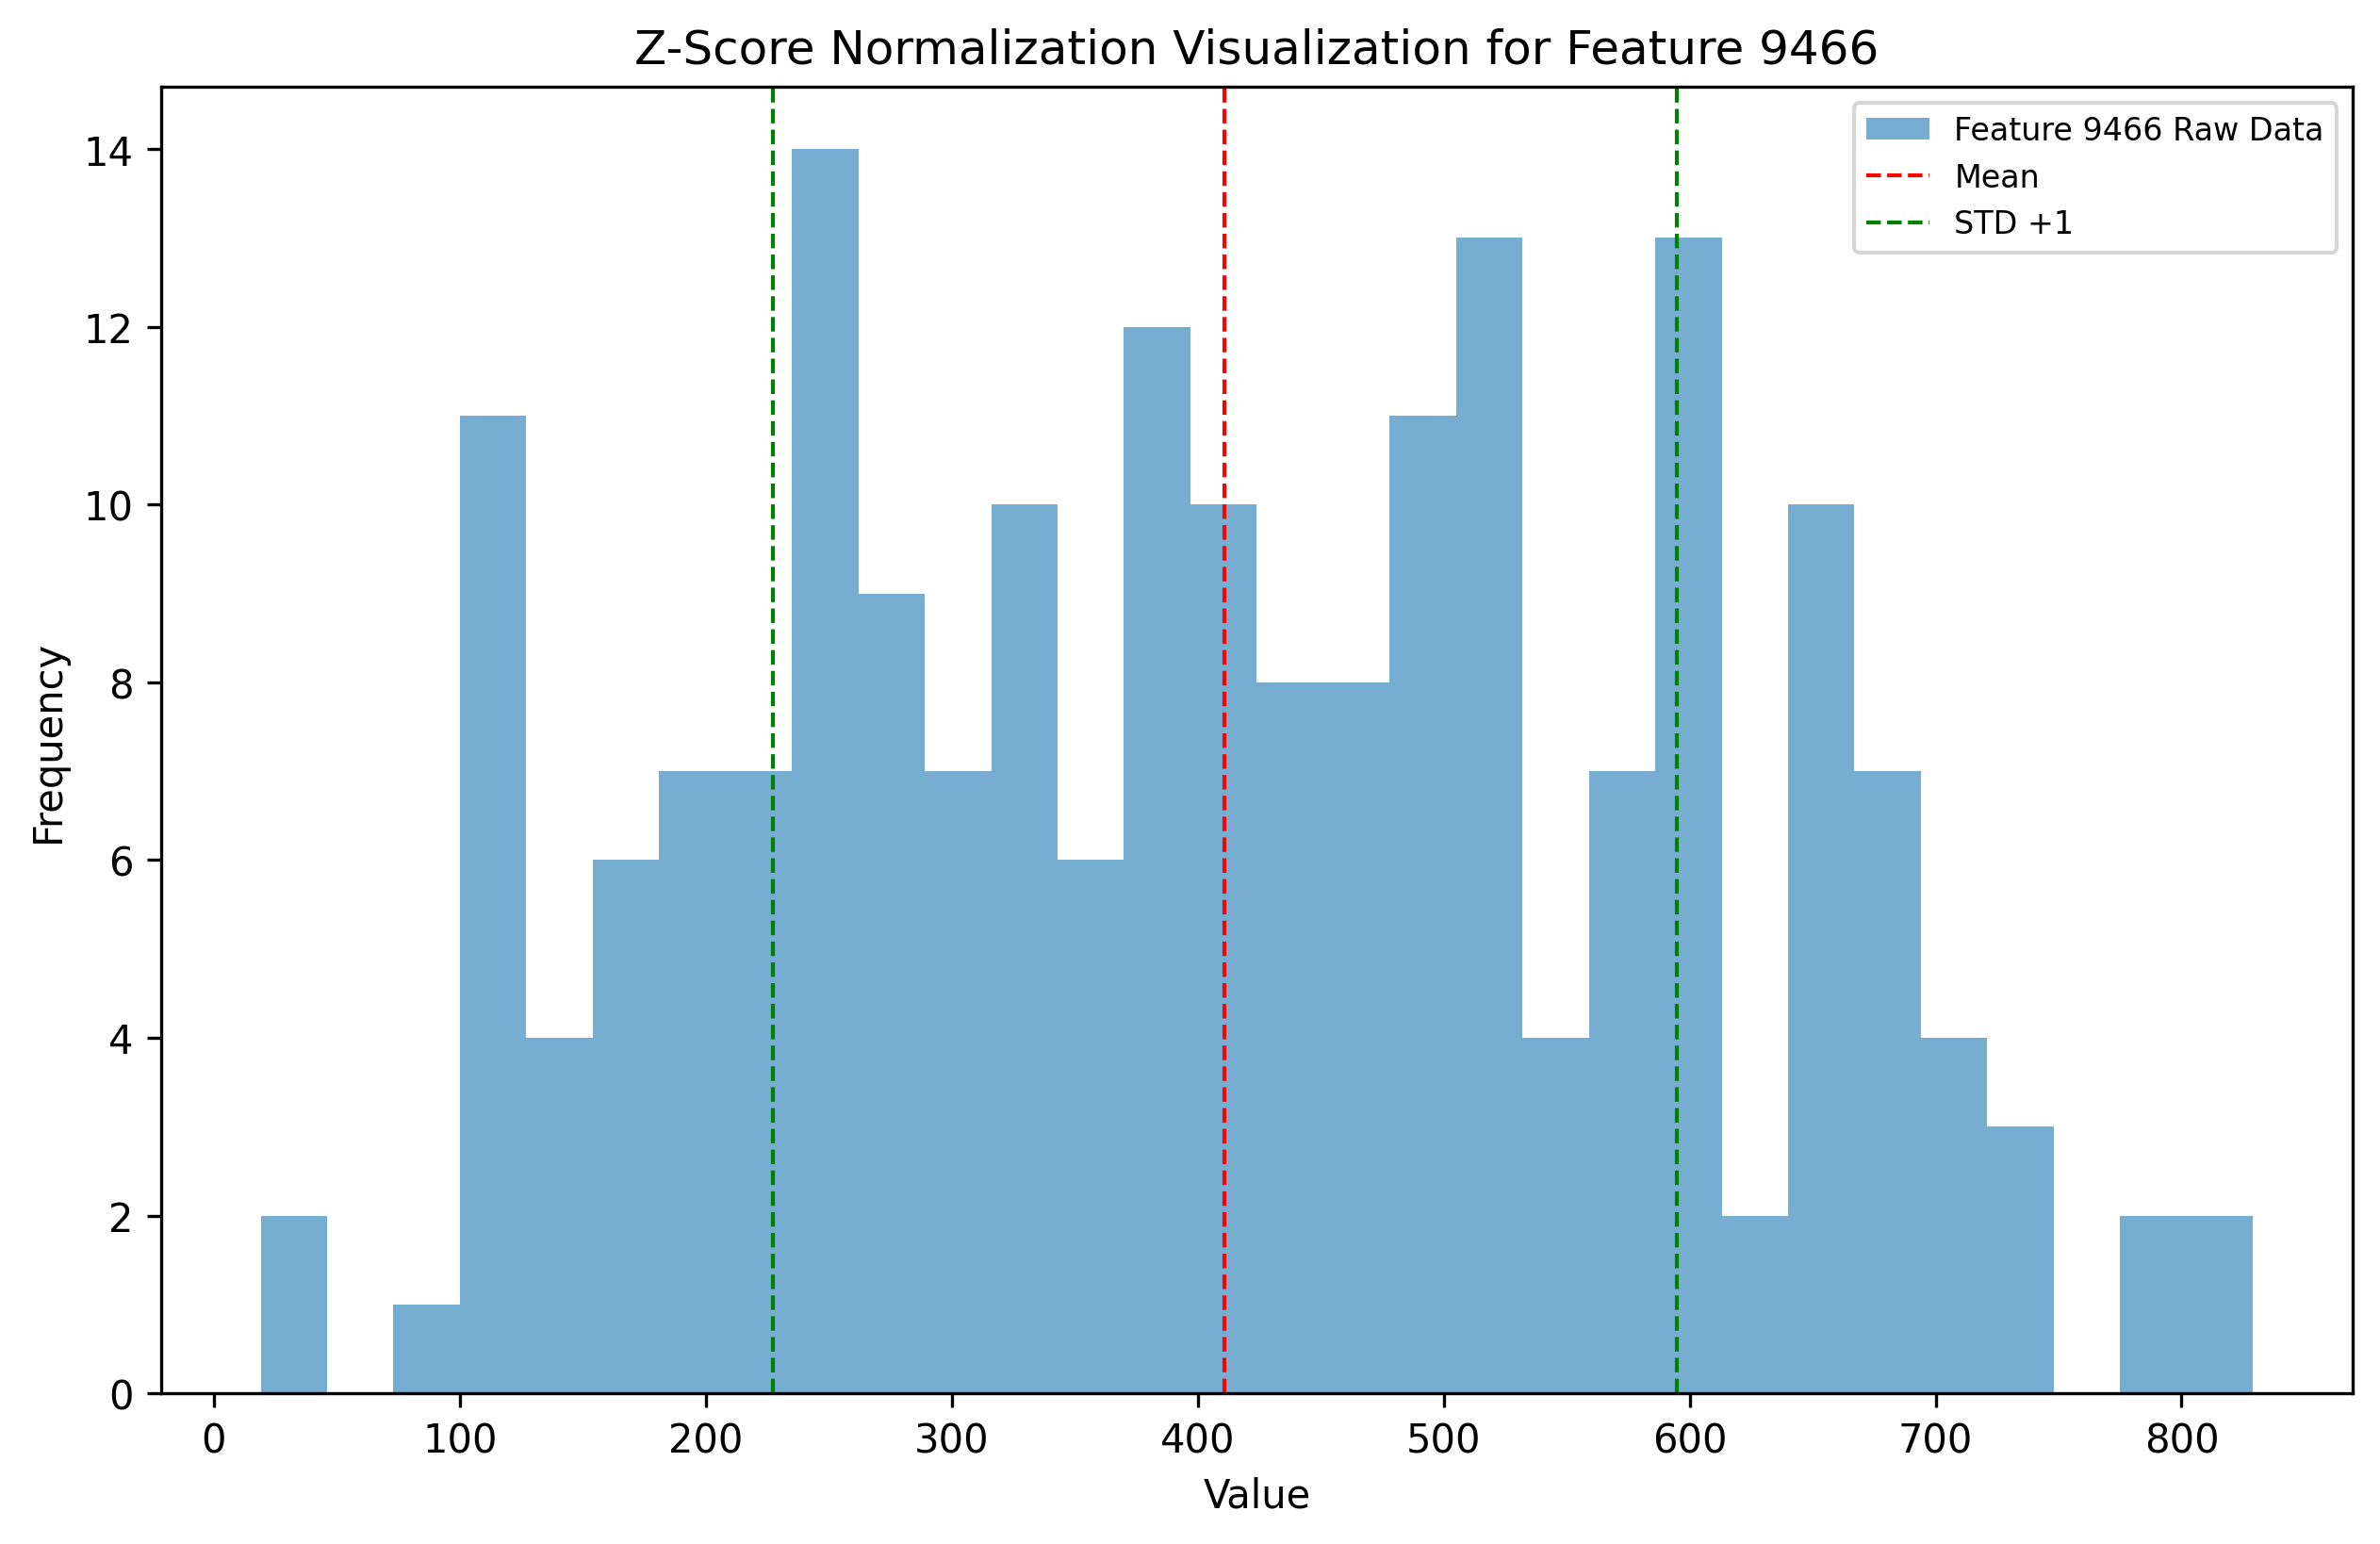 Z-Score Normalization Visualization for Feature 9466
Feature 9466 Raw Data
Mean
STD +1
14
12
10
8
6
4
2
0
Frequency
0 100 200 300 400 500 600 700 800
Value